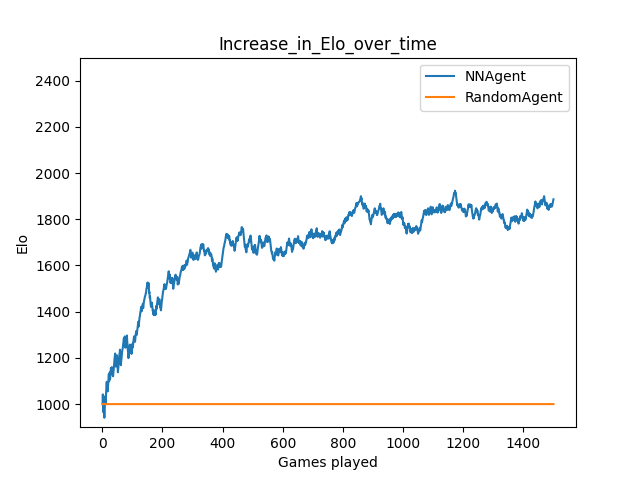 Increase_in_Elo_over_time
NNAgent
RandomAgent
2400
2200
2000
1800
1600
1400
1200
1000
Elo
0 200 400 600 800 1000 1200 1400
Games played